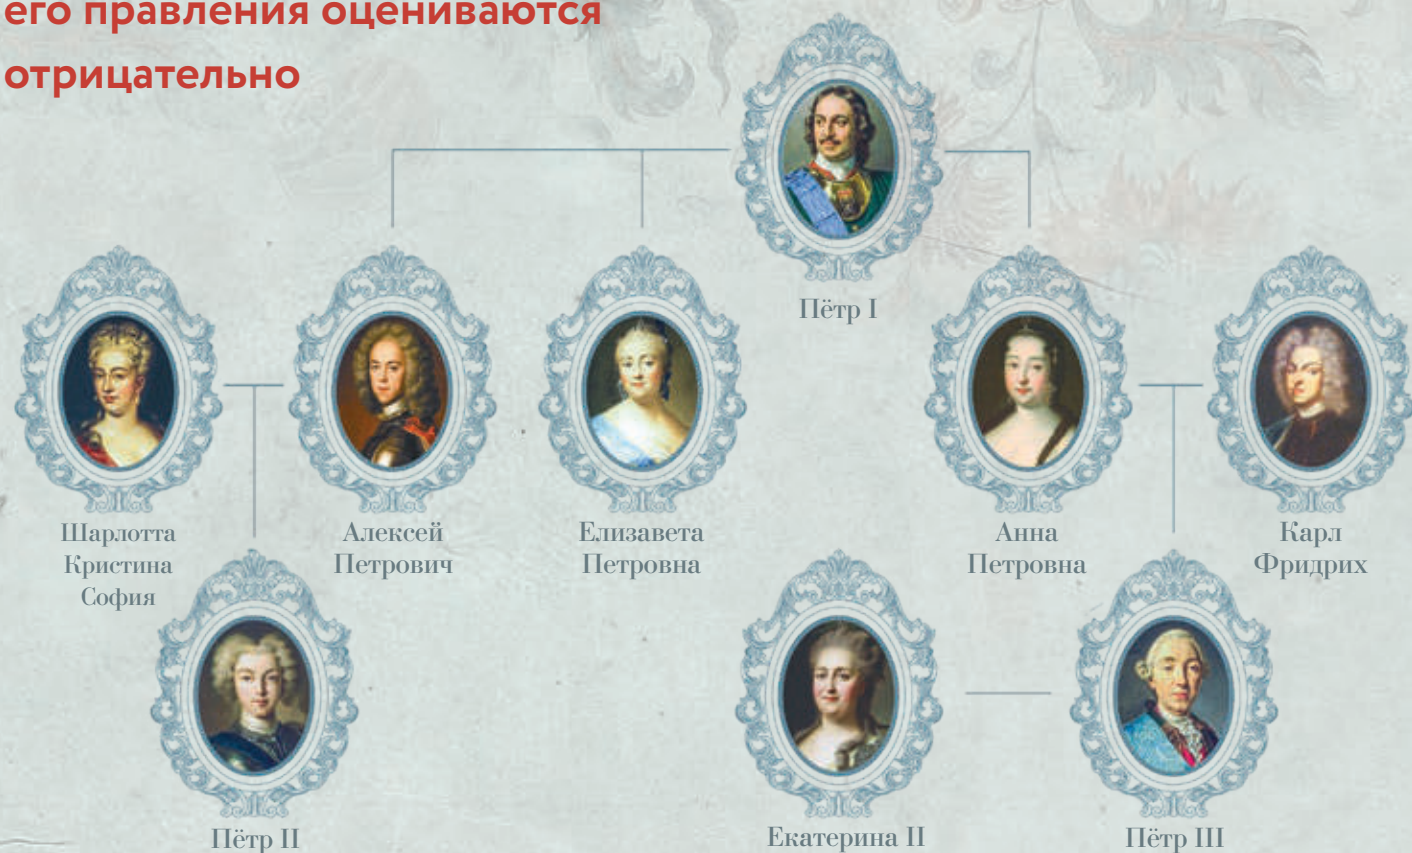 его правления оцениваются
отрицательно
Пётр I
Шарлотта
Кристина
София
Алексей
Петрович
Елизавета
Петровна
Анна
Петровна
Карл
Фридрих
Пётр II
Екатерина II
Пётр III